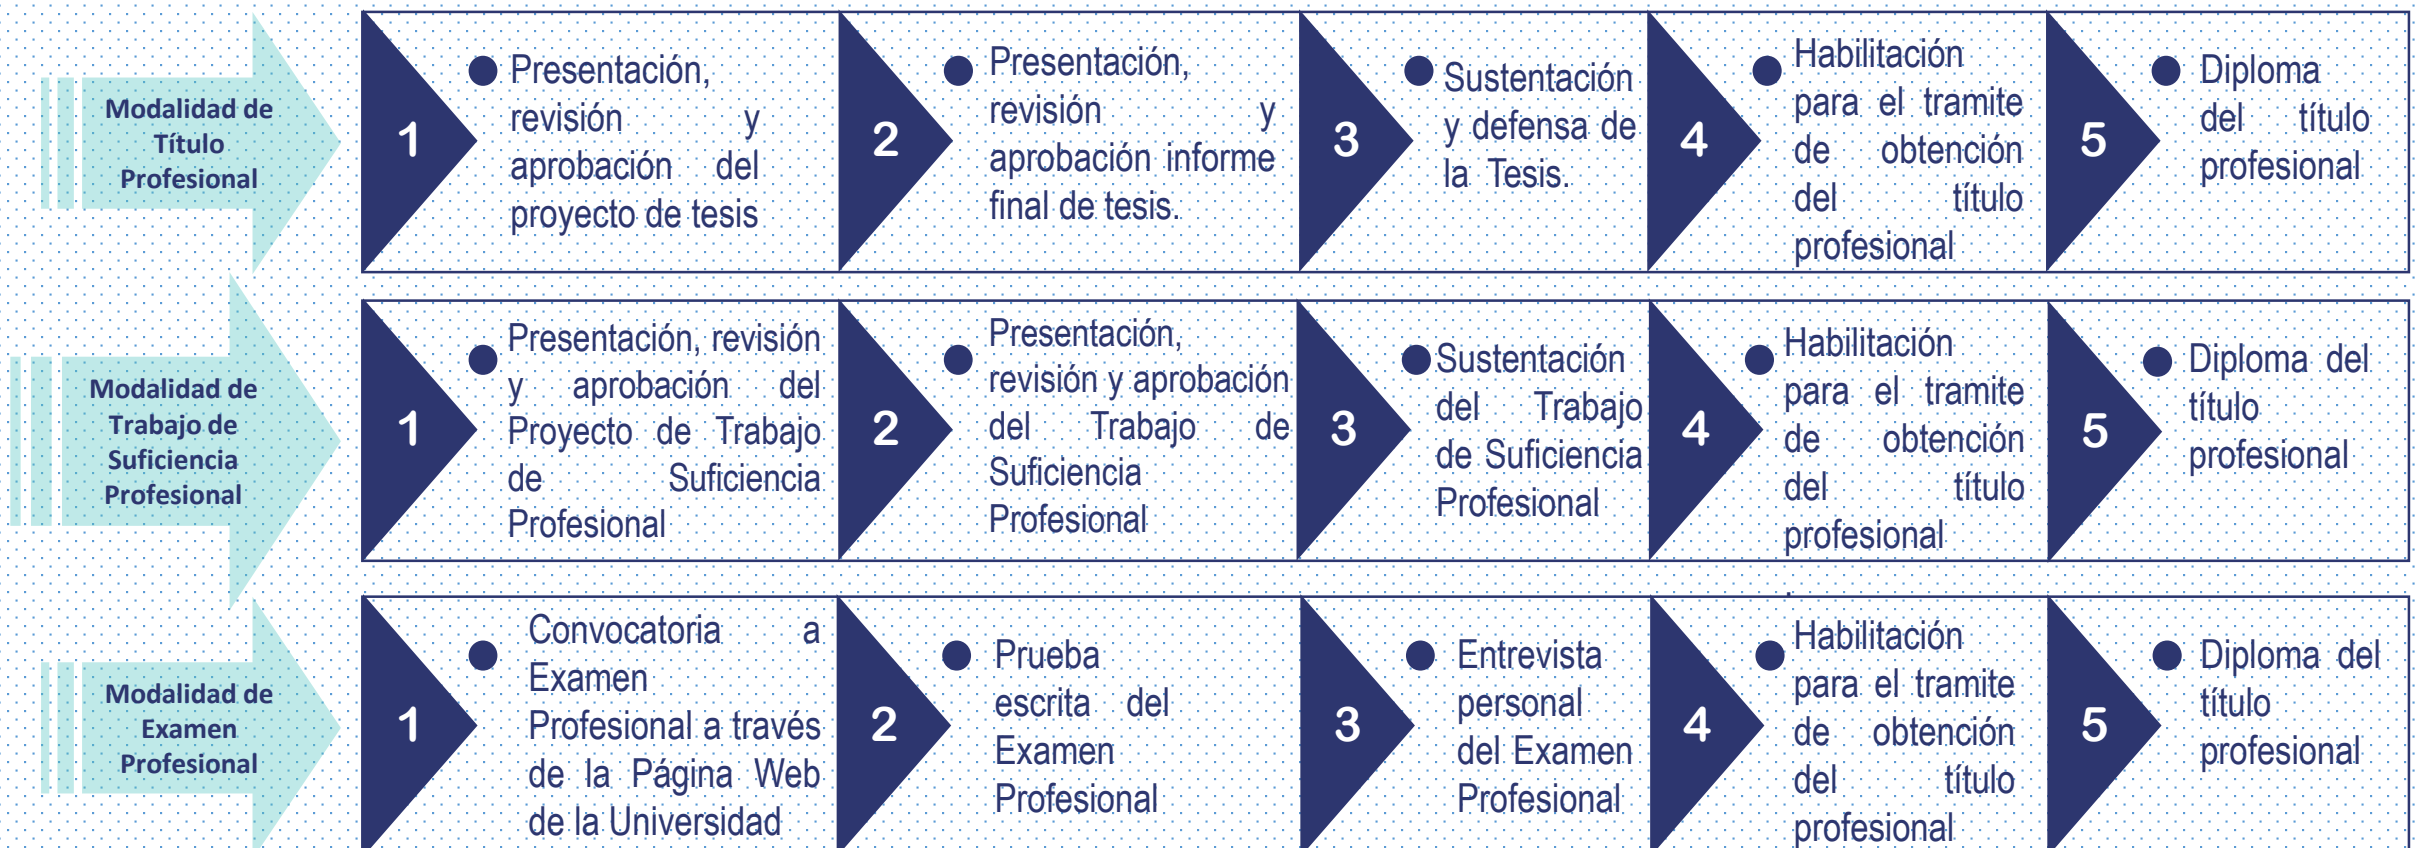 Modalidad de
Título
Profesional
1
Presentación,
revisión y
aprobación del
proyecto de tesis
2
Presentación,
revisión y
aprobación informe
final de tesis.
3
Sustentación
y defensa de
la Tesis.
4
Habilitación
para el tramite
de obtención
del título
profesional
5
Diploma
del título
profesional
Modalidad de
Trabajo de
Suficiencia
Profesional
1
Presentación, revisión
y aprobación del
Proyecto de Trabajo
de Suficiencia
Profesional
2
Presentación,
revisión y aprobación
del Trabajo de
Suficiencia
Profesional
3
Sustentación
del Trabajo
de Suficiencia
Profesional
4
Habilitación
para el tramite
de obtención
del título
profesional
.
5
Diploma del
título
profesional
Modalidad de
Examen
Profesional
1
Convocatoria a
Examen
Profesional a través
de la Página Web
de la Universidad
2
Prueba
escrita del
Examen
Profesional
3
Entrevista
personal
del Examen
Profesional
4
Habilitación
para el tramite
de obtención
del título
profesional
5
Diploma del
título
profesional